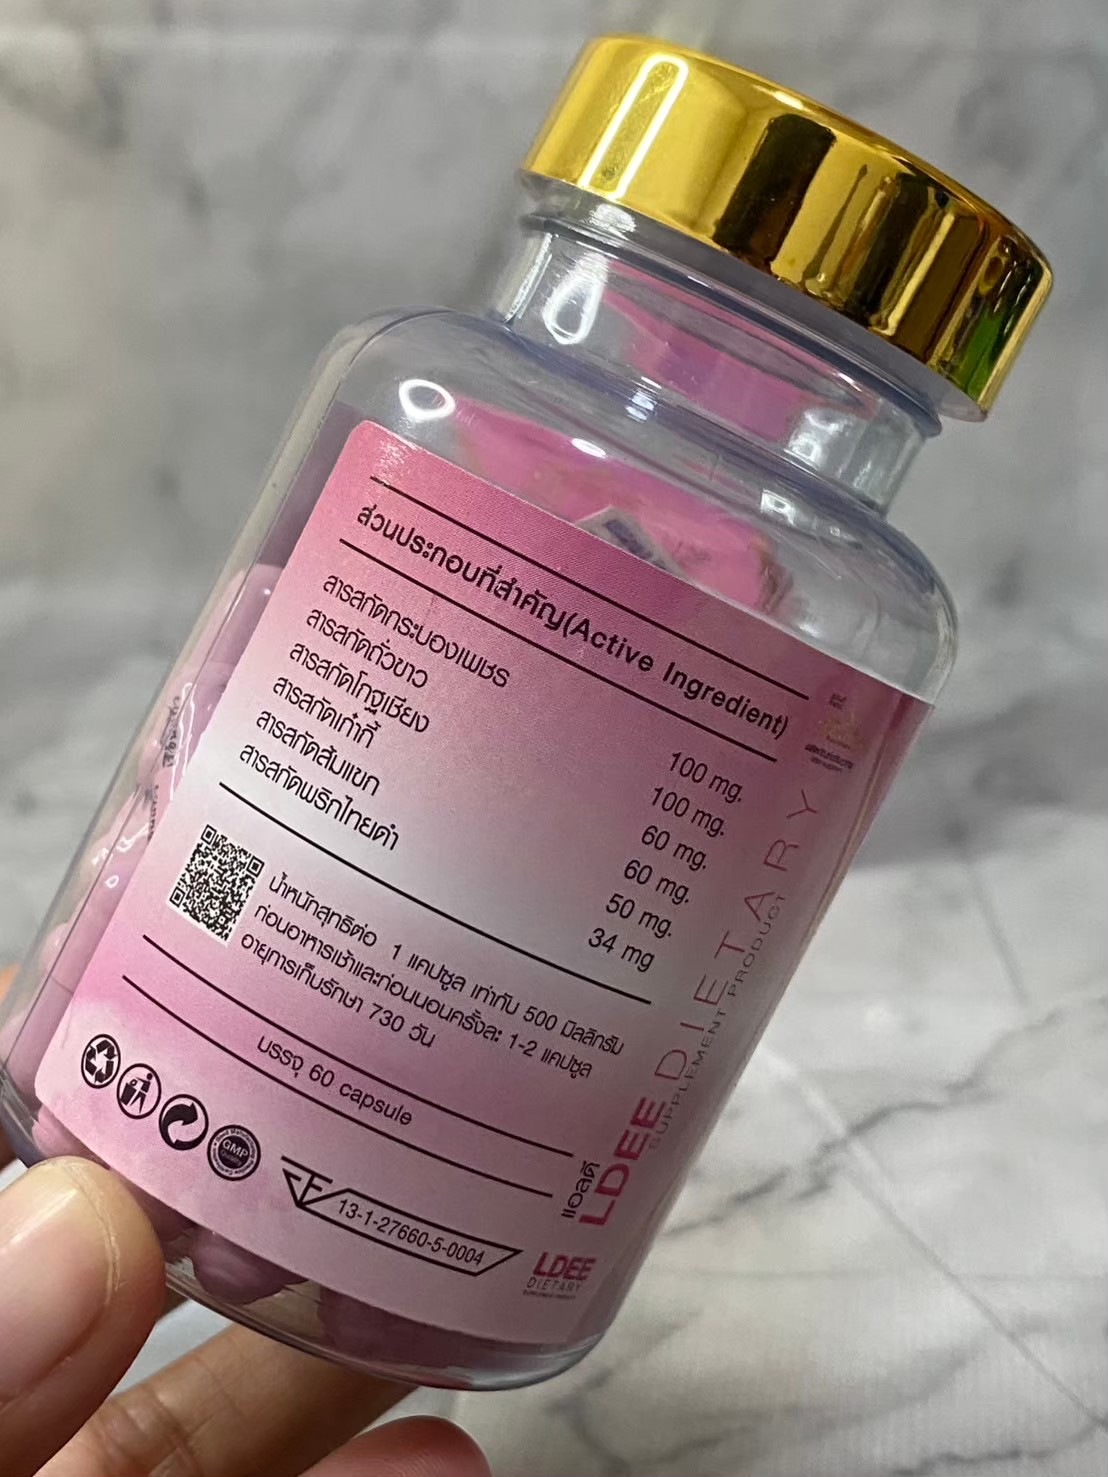 ส่วนประกอบที่สำคัญ(Active Ingredient)
สารสกัดกระบองเพชร 100 mg.
สารสกัดถั่วขาว 100 mg.
สารสกัดโกฐเชียง 60 mg.
สารสกัดเก๋ากี้ 60 mg.
สารสกัดส้มแขก 50 mg.
สารสกัดพริกไทยดำ 34 mg
น้ำหนักสุทธิต่อ 1 แคปซูล เท่ากับ 500 มิลลิกรัม
ก่อนอาหารเช้าและก่อนนอนครั้งละ 1-2 แคปซูล
อายุการเก็บรักษา 730 วัน
บรรจุ 60 capsule
GMP
13-1-27660-5-0004
LDEE
DIETARY
แอลดี
LDEE DIETARY
SUPPLEMENT PRODUCT